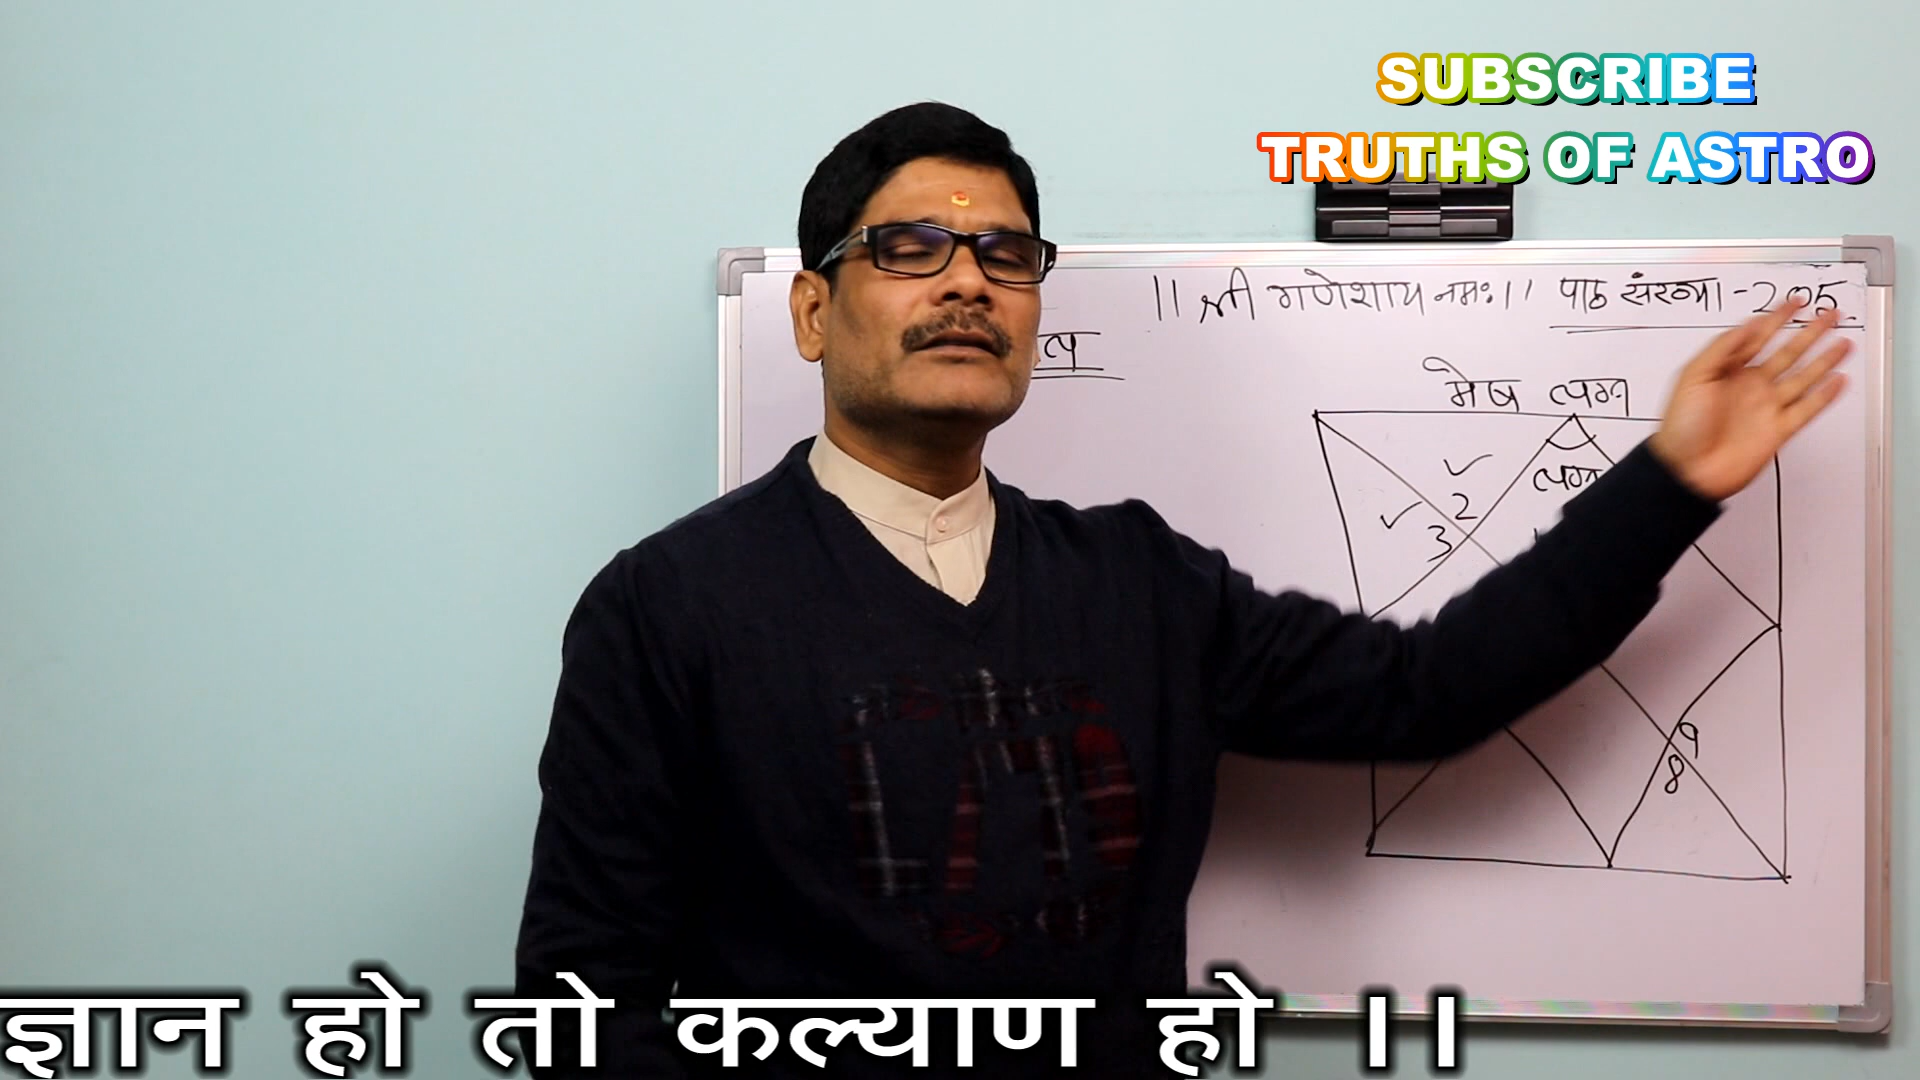 SUBSCRIBE
TRUTHS OF ASTRO
।। श्री गणेशाय नमः।। पाठ संख्या - 205
मेष लग्न
लग्न
2
3
9
8
ज्ञान हो तो कल्याण हो ।।